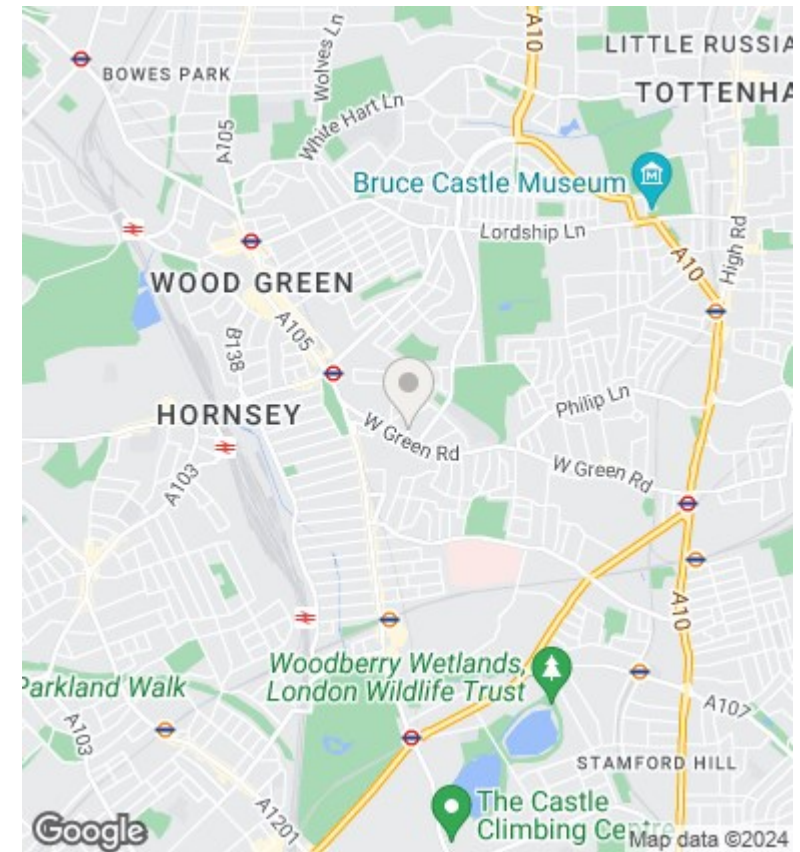 A10
LITTLE RUSSIA
BOWES PARK
Wolves Ln
TOTTENHA
White Hart Ln
A105
Bruce Castle Museum
Lordship Ln
High Rd
A10
WOOD GREEN
A105
B138
Philip Ln
HORNSEY
W Green Rd
W Green Rd
A103
A10
Woodberry Wetlands,
London Wildlife Trust
Parkland Walk
A107
A103
STAMFORD HILL
A1201
The Castle
Climbing Centre
Google
Map data ©2024